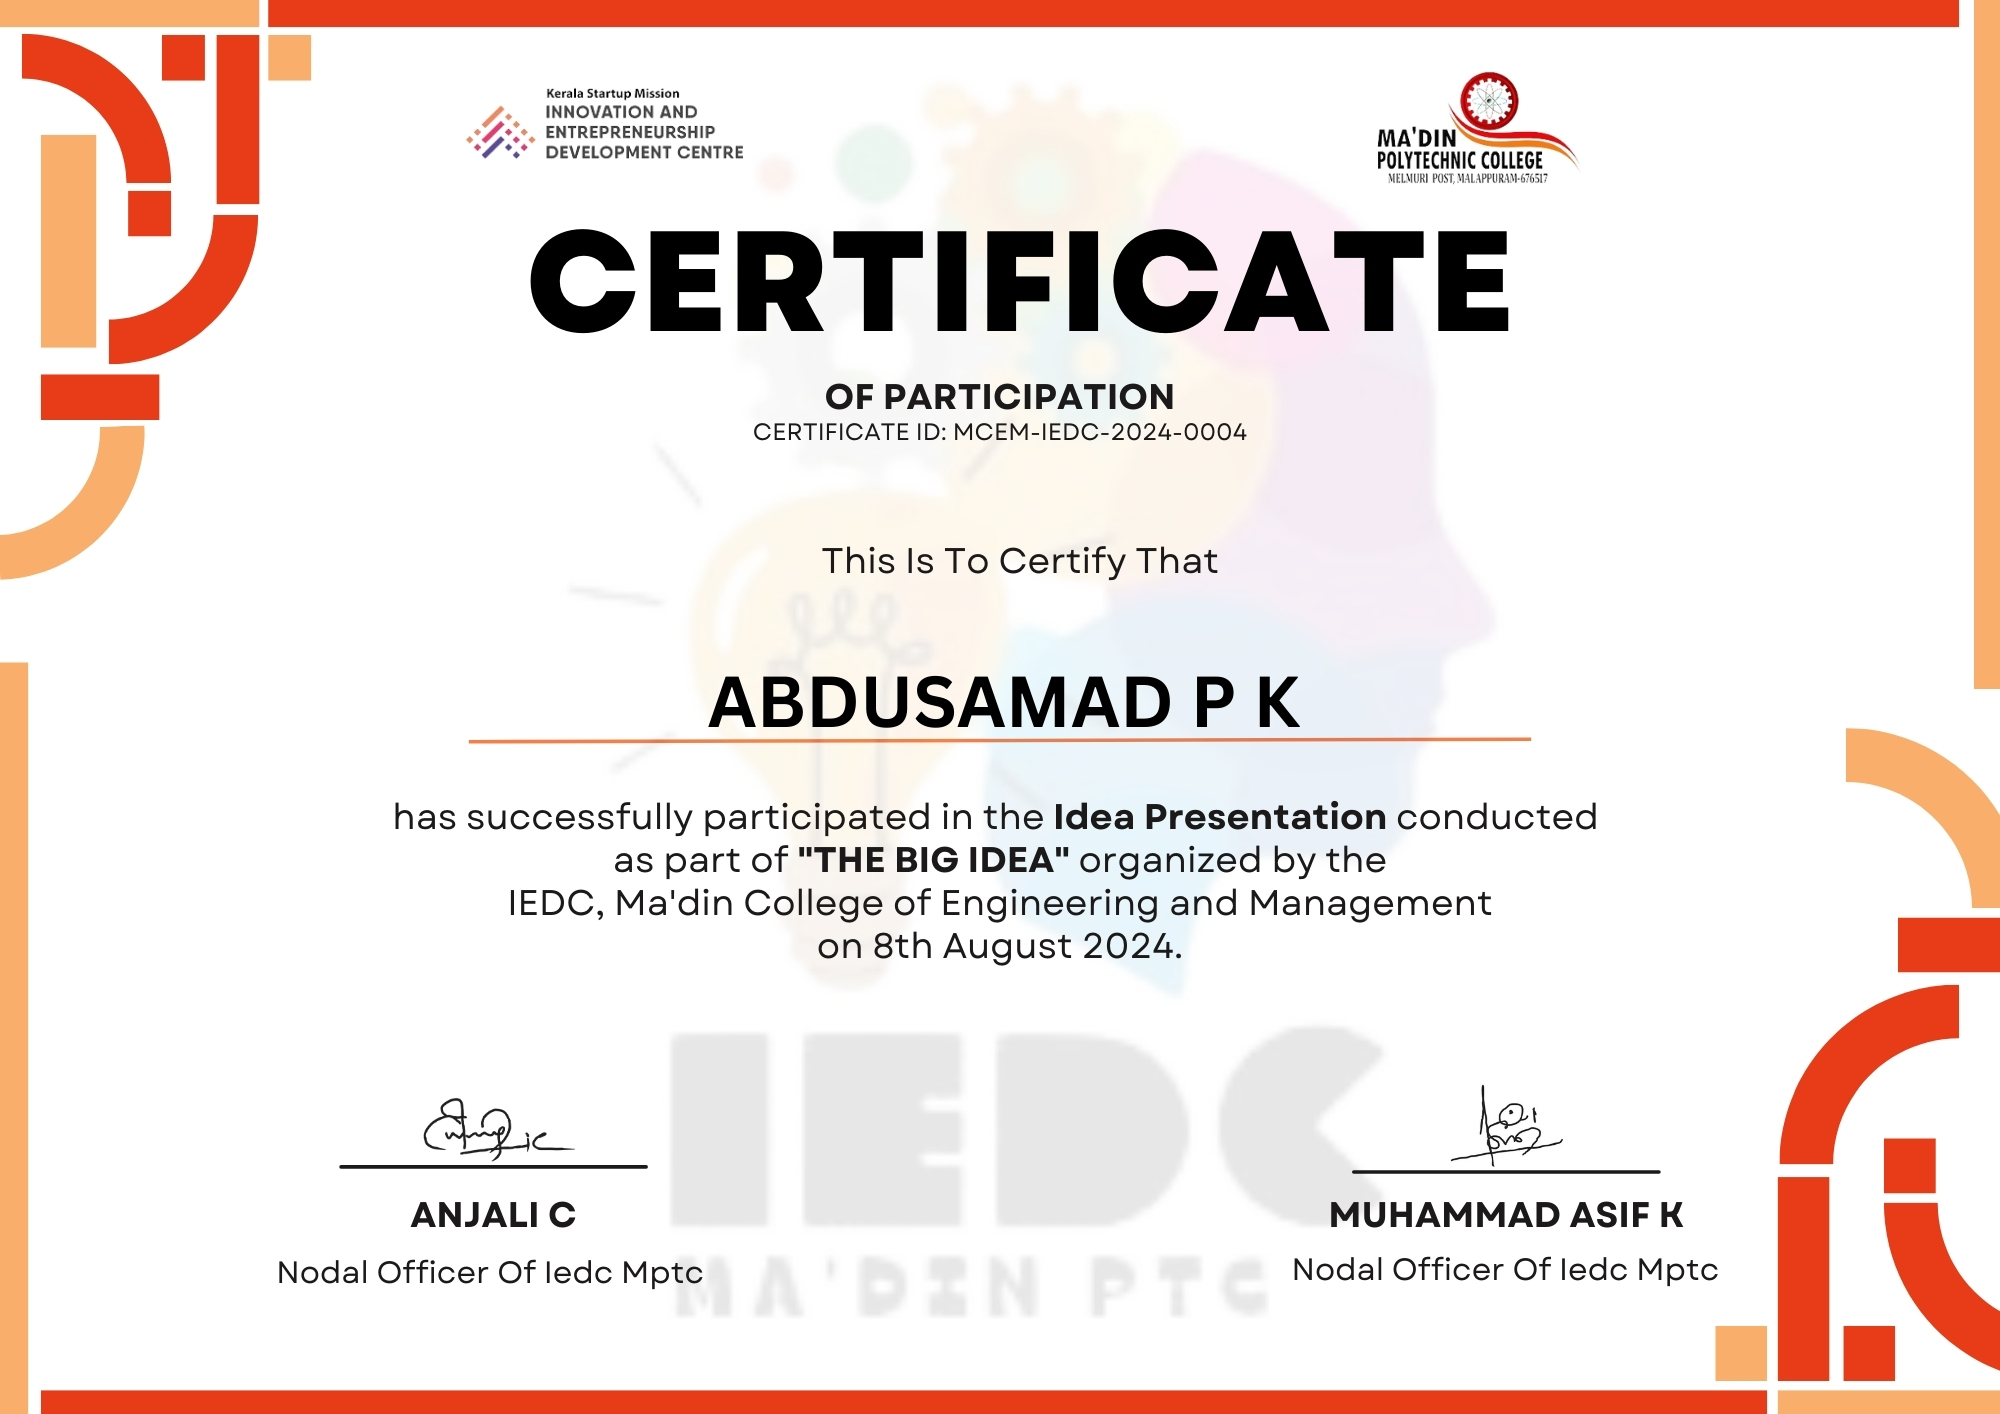 Kerala Startup Mission
INNOVATION AND
ENTREPRENEURSHIP
DEVELOPMENT CENTRE
MA'DIN
POLYTECHNIC COLLEGE
MELMURI POST, MALAPPURAM-676517
CERTIFICATE
OF PARTICIPATION
CERTIFICATE ID: MCEM-IEDC-2024-0004
This Is To Certify That
ABDUSAMAD P K
has successfully participated in the Idea Presentation conducted
as part of "THE BIG IDEA" organized by the
IEDC, Ma'din College of Engineering and Management
on 8th August 2024.
IEDC
MA'DIN PTC
ANJALI C
Nodal Officer Of Iedc Mptc
MUHAMMAD ASIF K
Nodal Officer Of Iedc Mptc